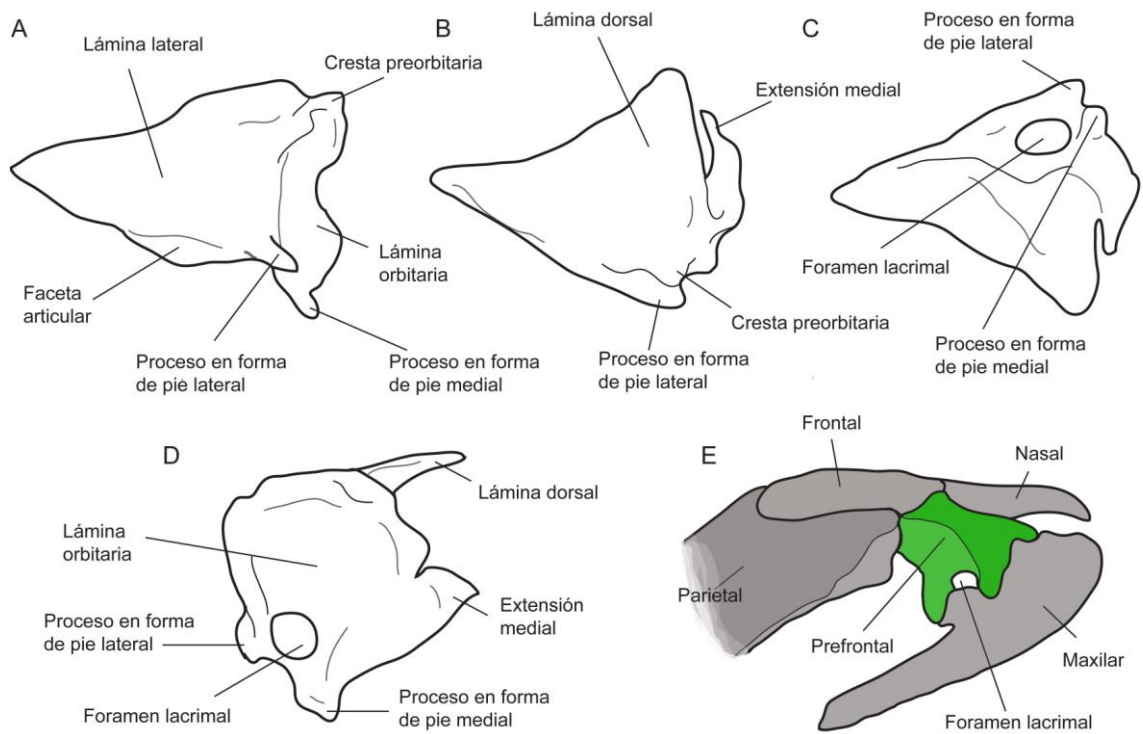 A
Lámina lateral
Cresta preorbitaria
Faceta
articular
Lámina
orbitaria
Proceso en forma
de pie lateral
Proceso en forma
de pie medial
B
Lámina dorsal
Extensión medial
Cresta preorbitaria
Proceso en forma
de pie lateral
C
Proceso en forma
de pie lateral
Foramen lacrimal
Proceso en forma
de pie medial
D
Lámina dorsal
Lámina
orbitaria
Extensión
medial
Proceso en forma
de pie lateral
Foramen lacrimal
Proceso en forma
de pie medial
E
Frontal
Nasal
Parietal
Prefrontal
Maxilar
Foramen lacrimal